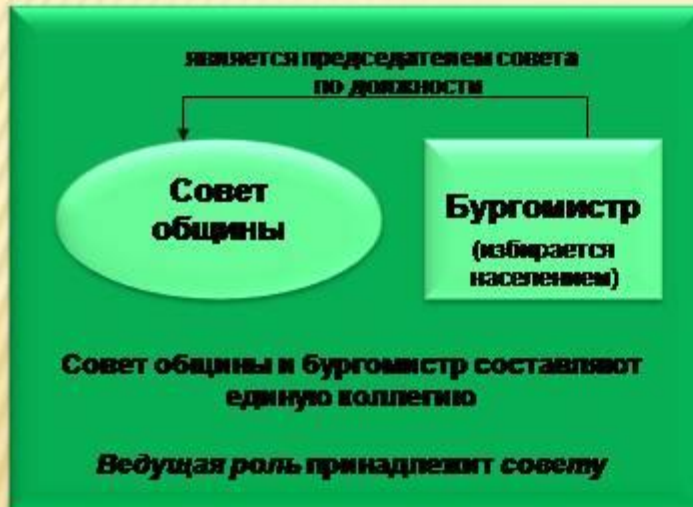 является председателем совета
по должности
Совет
общины
Бургомистр
(избирается
населением)
Совет общины и бургомистр составляют
единую коллегию
Ведущая роль принадлежит совету